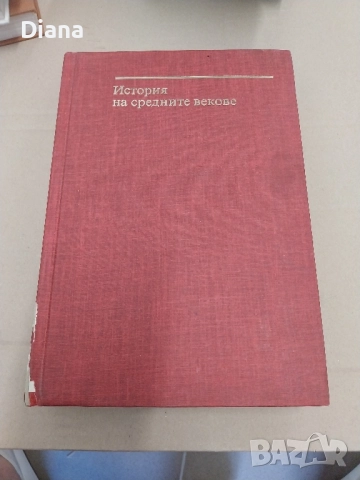 Diana
История
на средните векове
BAZAR